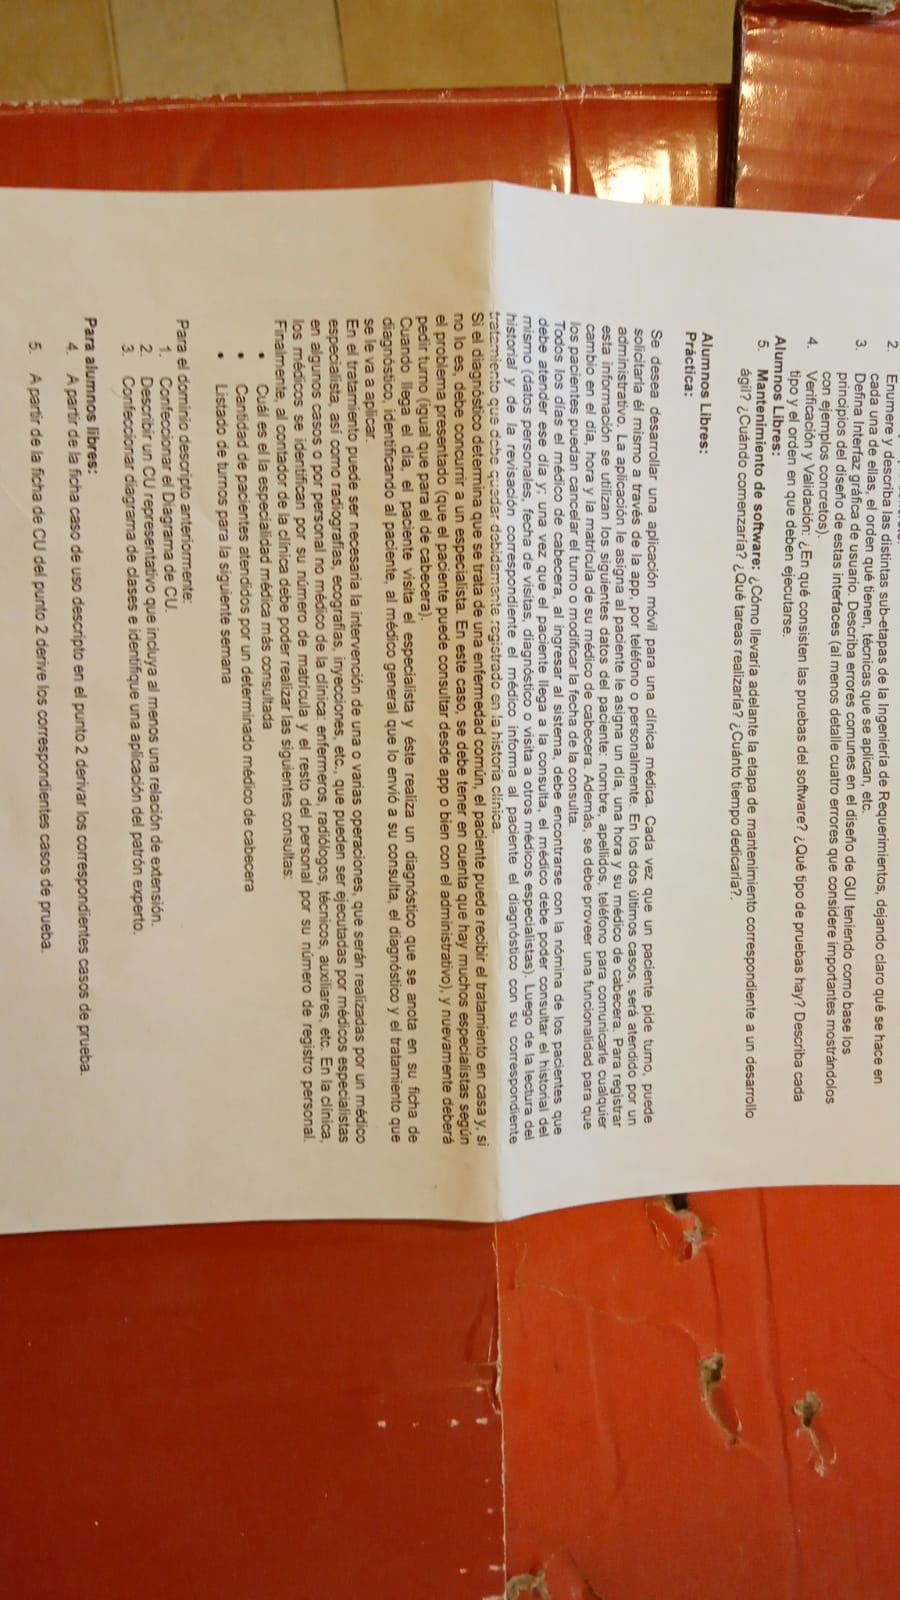 2. Enumere y describa las distintas sub-etapas de la Ingeniería de Requerimientos, dejando claro qué se hace en
cada una de ellas, el orden qué tienen, técnicas que se aplican, etc.
3. Defina Interfaz gráfica de usuario. Describa errores comunes en el diseño de GUI teniendo como base los
principios del diseño de estas interfaces (al menos detalle cuatro errores que considere importantes mostrándolos
con ejemplos concretos).
4. Verificación y Validación: ¿En qué consisten las pruebas del software? ¿Qué tipo de pruebas hay? Describa cada
tipo y el orden en que deben ejecutarse.
Alumnos Libres:
5. Mantenimiento de software: ¿Cómo llevaría adelante la etapa de mantenimiento correspondiente a un desarrollo
ágil? ¿Cuándo comenzaría? ¿Qué tareas realizaría? ¿Cuánto tiempo dedicaría?.
Alumnos Libres:
Práctica:
Se desea desarrollar una aplicación móvil para una clínica médica. Cada vez que un paciente pide turno, puede
solicitarla él mismo a través de la app, por teléfono o personalmente. En los dos últimos casos, será atendido por un
administrativo. La aplicación le asigna al paciente le asigna un día, una hora y su médico de cabecera. Para registrar
esta información se utilizan los siguientes datos del paciente: nombre, apellidos, teléfono para comunicarle cualquier
cambio en el día, hora y la matrícula de su médico de cabecera. Además, se debe proveer una funcionalidad para que
los pacientes puedan cancelar el turno o modificar la fecha de la consulta.
Todos los días el médico de cabecera, al ingresar al sistema, debe encontrarse con la nómina de los pacientes que
debe atender ese día y; una vez que el paciente llega a la consulta, el médico debe poder consultar el historial del
mismo (datos personales, fecha de visitas, diagnóstico o visita a otros médicos especialistas). Luego de la lectura del
historial y de la revisación correspondiente el médico informa al paciente el diagnóstico con su correspondiente
tratamiento que debe quedar debidamente registrado en la historia clínica.
Si el diagnóstico determina que se trata de una enfermedad común, el paciente puede recibir el tratamiento en casa y, si
no lo es, debe concurrir a un especialista. En este caso, se debe tener en cuenta que hay muchos especialistas según
el problema presentado (que el paciente puede consultar desde app o bien con el administrativo), y nuevamente deberá
pedir turno (igual que para el de cabecera).
Cuando llega el día, el paciente visita el especialista y éste realiza un diagnóstico que se anota en su ficha de
diagnóstico, identificando al paciente, al médico general que lo envió a su consulta, el diagnóstico y el tratamiento que
se le va a aplicar.
En el tratamiento puede ser necesaria la intervención de una o varias operaciones, que serán realizadas por un médico
especialista, así como radiografías, ecografías, inyecciones, etc., que pueden ser ejecutadas por médicos especialistas
en algunos casos o por personal no médico de la clínica: enfermeros, radiólogos, técnicos, auxiliares, etc. En la clínica,
los médicos se identifican por su número de matrícula y el resto del personal por su número de registro personal.
Finalmente, al contador de la clínica debe poder realizar las siguientes consultas:
• Cuál es el la especialidad médica más consultada
• Cantidad de pacientes atendidos por un determinado médico de cabecera
• Listado de turnos para la siguiente semana
Para el dominio descripto anteriormente:
1. Confeccionar el Diagrama de CU.
2. Describir un CU representativo que incluya al menos una relación de extensión.
3. Confeccionar diagrama de clases e identifique una aplicación del patrón experto.
Para alumnos libres:
4. A partir de la ficha caso de uso descripto en el punto 2 derivar los correspondientes casos de prueba.
5. A partir de la ficha de CU del punto 2 derive los correspondientes casos de prueba.